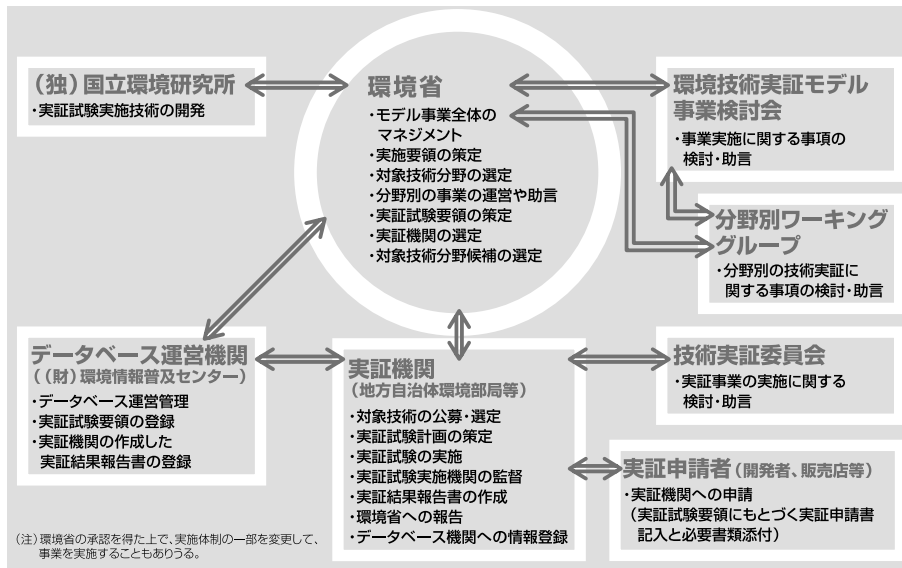 (独)国立環境研究所
・実証試験実施技術の開発
環境省
・モデル事業全体の
マネジメント
・実施要領の策定
・対象技術分野の選定
・分野別の事業の運営や助言
・実証試験要領の策定
・実証機関の選定
・対象技術分野候補の選定
環境技術実証モデル
事業検討会
・事業実施に関する事項の
検討・助言
分野別ワーキング
グループ
・分野別の技術実証に
関する事項の検討・助言
データベース運営機関
((財)環境情報普及センター)
・データベース運営管理
・実証試験要領の登録
・実証機関の作成した
実証結果報告書の登録
実証機関
(地方自治体環境部局等)
・対象技術の公募・選定
・実証試験計画の策定
・実証試験の実施
・実証試験実施機関の監督
・実証結果報告書の作成
・環境省への報告
・データベース機関への情報登録
技術実証委員会
・実証事業の実施に関する
検討・助言
実証申請者(開発者、販売店等)
・実証機関への申請
(実証試験要領にもとづく実証申請書
記入と必要書類添付)
(注)環境省の承認を得た上で、実施体制の一部を変更して、
事業を実施することもありうる。